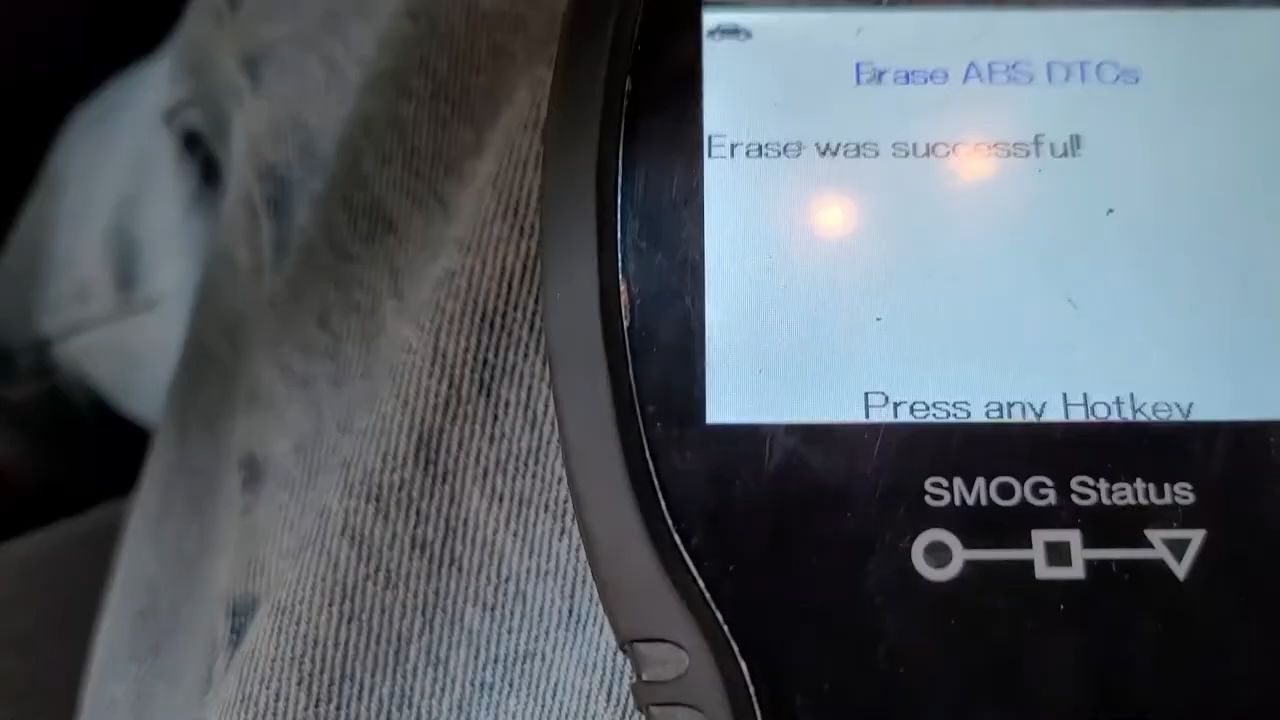 Erase ABS DTCs
Erase was successful!
Press any Hotkey
SMOG Status